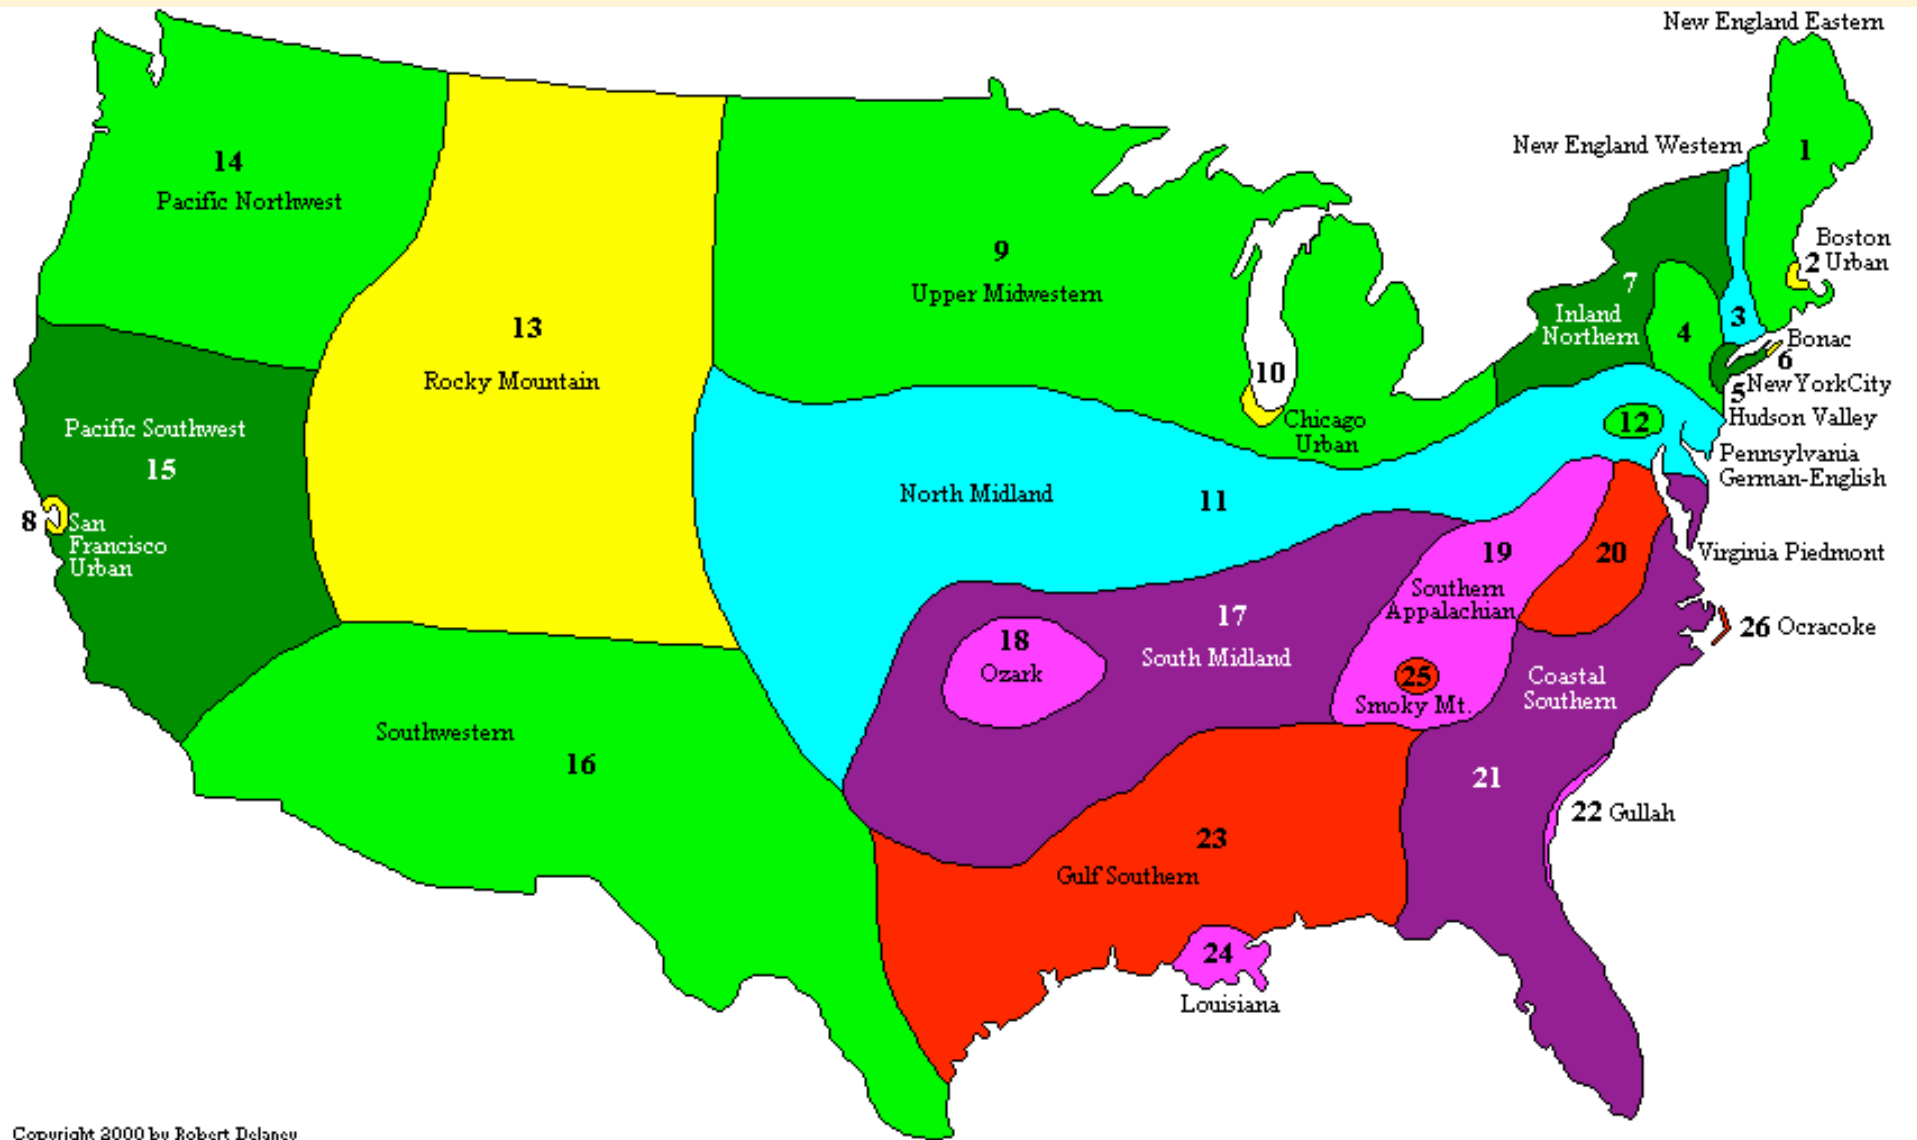 New England Eastern
New England Western
1
14
Pacific Northwest
Boston
2 Urban
9
Upper Midwestern
7
Inland
Northern
3
4
13
Rocky Mountain
Bonac
6
10
5 New York City
12
Hudson Valley
Chicago
Urban
Pacific Southwest
15
Pennsylvania
German-English
North Midland
11
8 San
Francisco
Urban
19
20
Virginia Piedmont
Southern
Appalachian
17
South Midland
18
Ozark
26 Ocracoke
25
Smoky Mt.
Coastal
Southern
Southwestern
16
21
22 Gullah
23
Gulf Southern
24
Louisiana
Copyright 2000 by Robert Delaney